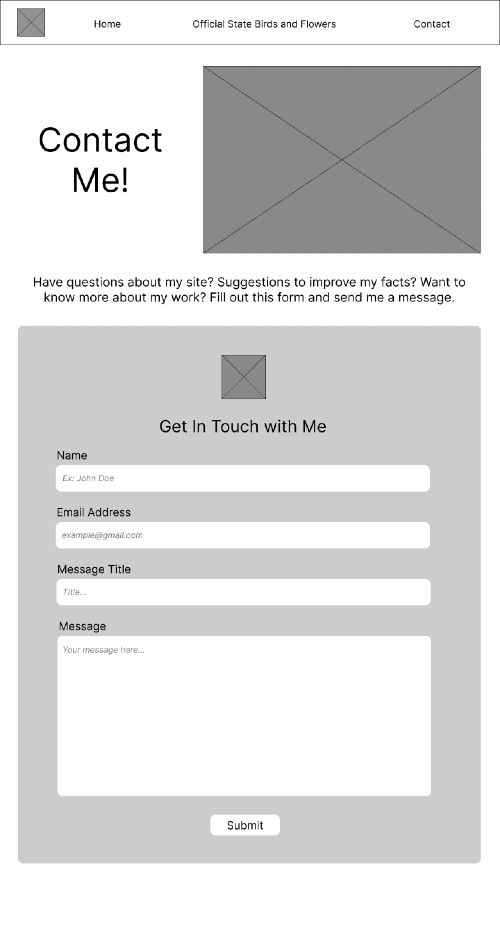 Home
Official State Birds and Flowers
Contact
Contact
Me!
Have questions about my site? Suggestions to improve my facts? Want to
know more about my work? Fill out this form and send me a message.
Get In Touch with Me
Name
Ex: John Doe
Email Address
example@gmail.com
Message Title
Title...
Message
Your message here...
Submit